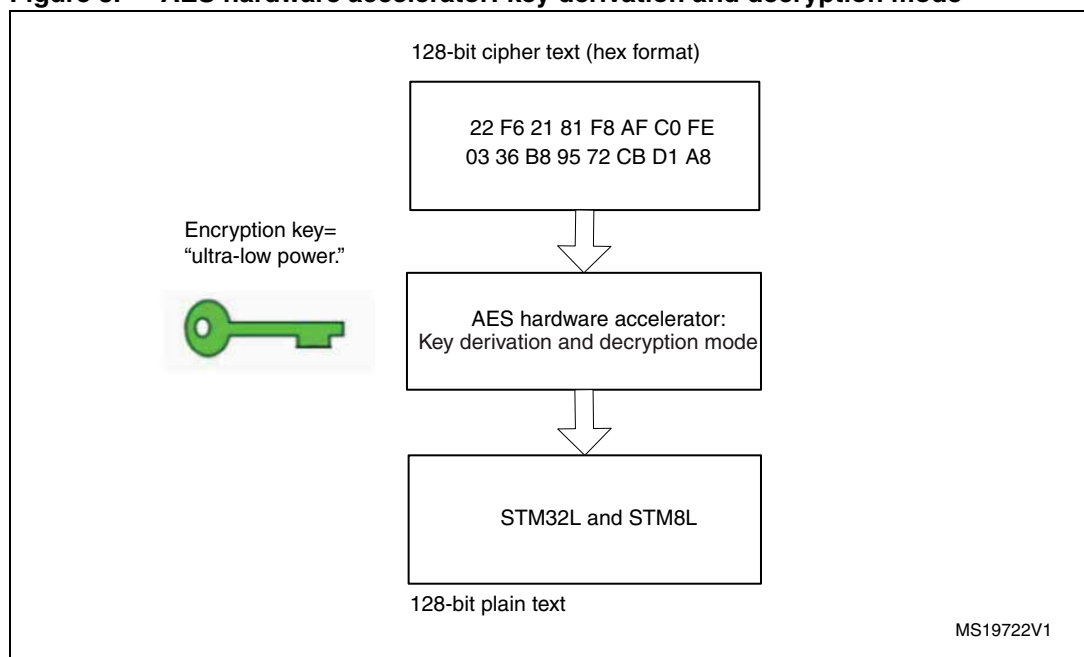 Figure 8. AES hardware accelerator: key derivation and decryption mode
128-bit cipher text (hex format)
22 F6 21 81 F8 AF C0 FE
03 36 B8 95 72 CB D1 A8
Encryption key=
“ultra-low power.”
AES hardware accelerator:
Key derivation and decryption mode
STM32L and STM8L
128-bit plain text
MS19722V1